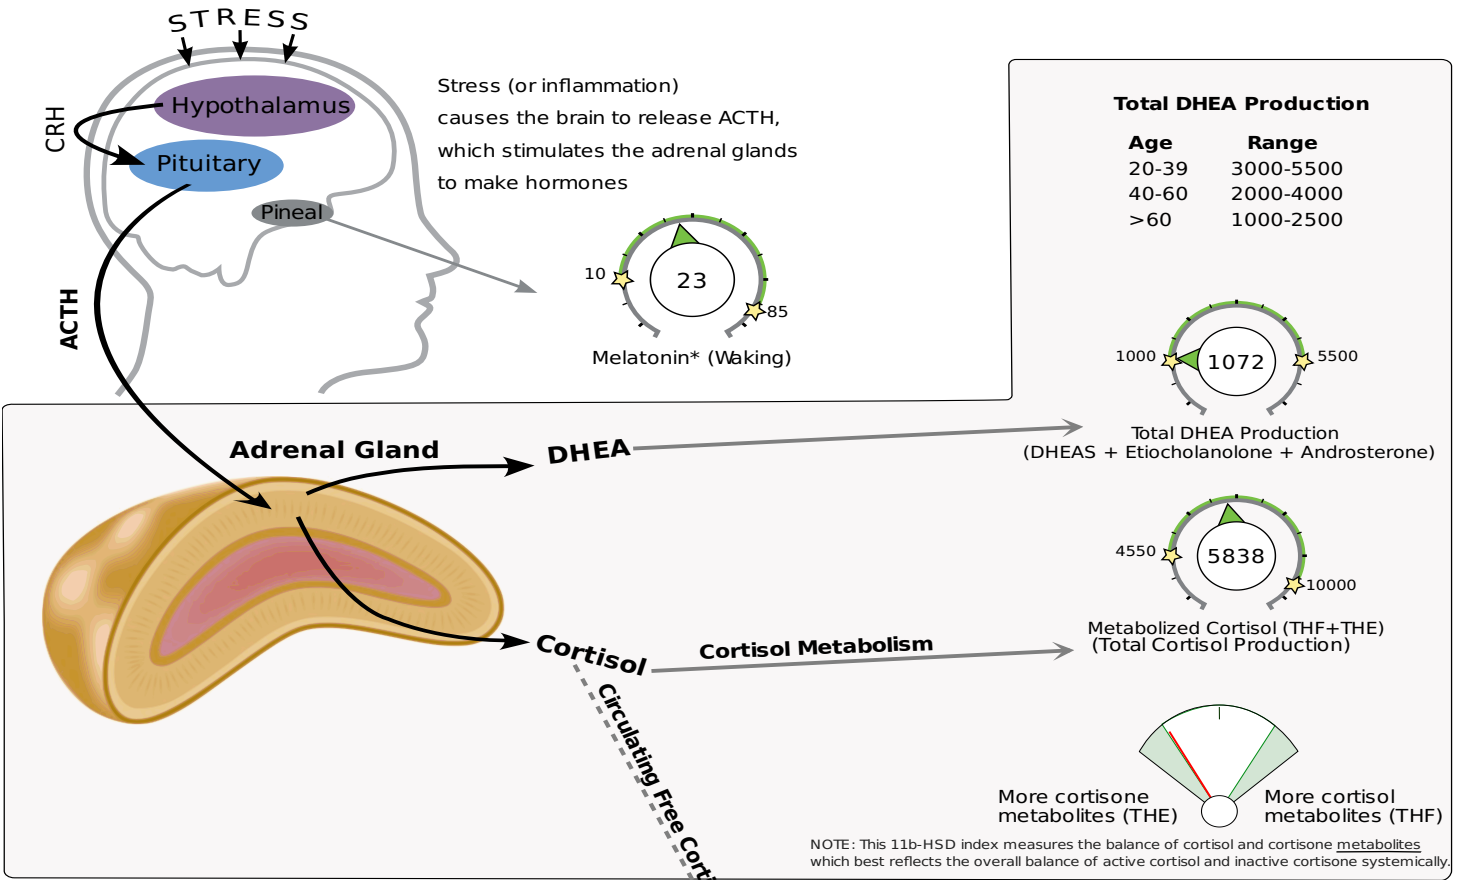 STRESS
Hypothalamus
CRH
Pituitary
Pineal
ACTH
Stress (or inflammation)
causes the brain to release ACTH,
which stimulates the adrenal glands
to make hormones
10
23
85
Melatonin* (Waking)
Total DHEA Production
Age Range
20-39 3000-5500
40-60 2000-4000
>60 1000-2500
1000
1072
5500
Total DHEA Production
(DHEAS + Etiocholanolone + Androsterone)
Adrenal Gland
DHEA
4550
5838
10000
Metabolized Cortisol (THF+THE)
(Total Cortisol Production)
Cortisol
Cortisol Metabolism
Circulating Free Corti
More cortisone
metabolites (THE)
More cortisol
metabolites (THF)
NOTE: This 11b-HSD index measures the balance of cortisol and cortisone metabolites
which best reflects the overall balance of active cortisol and inactive cortisone systemically.